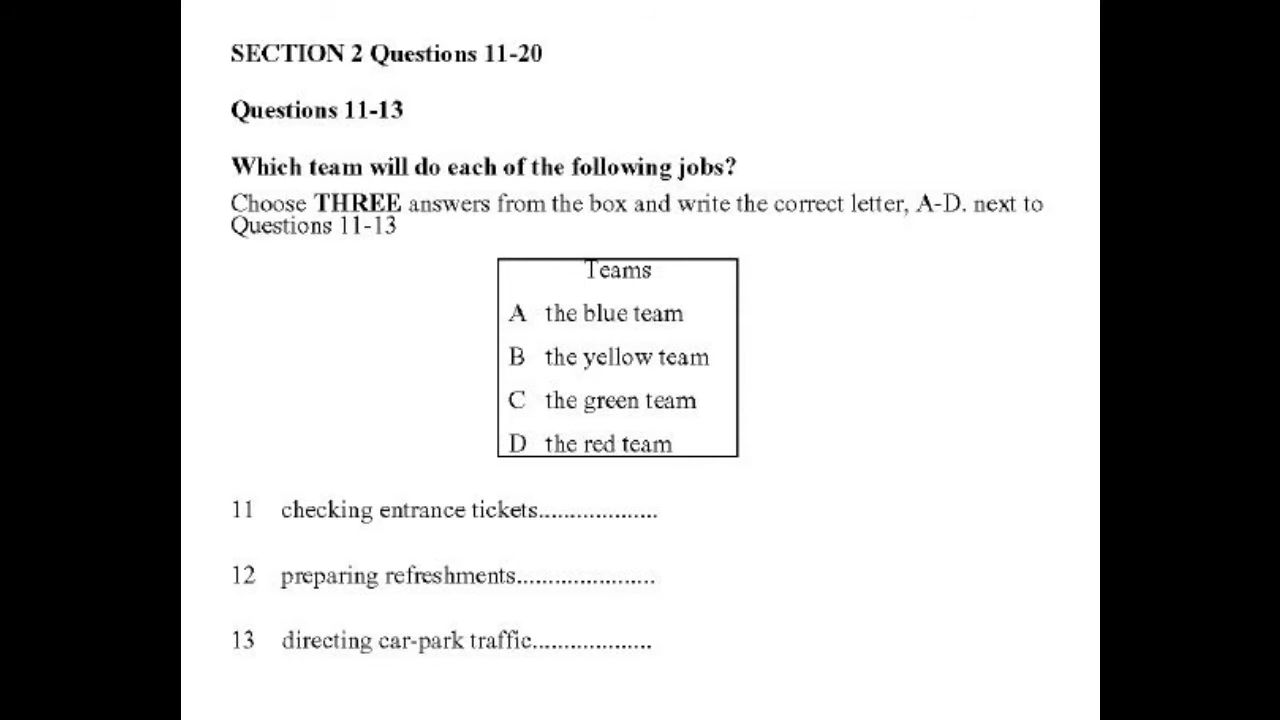 SECTION 2 Questions 11-20
Questions 11-13
Which team will do each of the following jobs?
Choose THREE answers from the box and write the correct letter, A-D. next to
Questions 11-13
Teams
A the blue team
B the yellow team
C the green team
D the red team
11 checking entrance tickets...................
12 preparing refreshments......................
13 directing car-park traffic...................